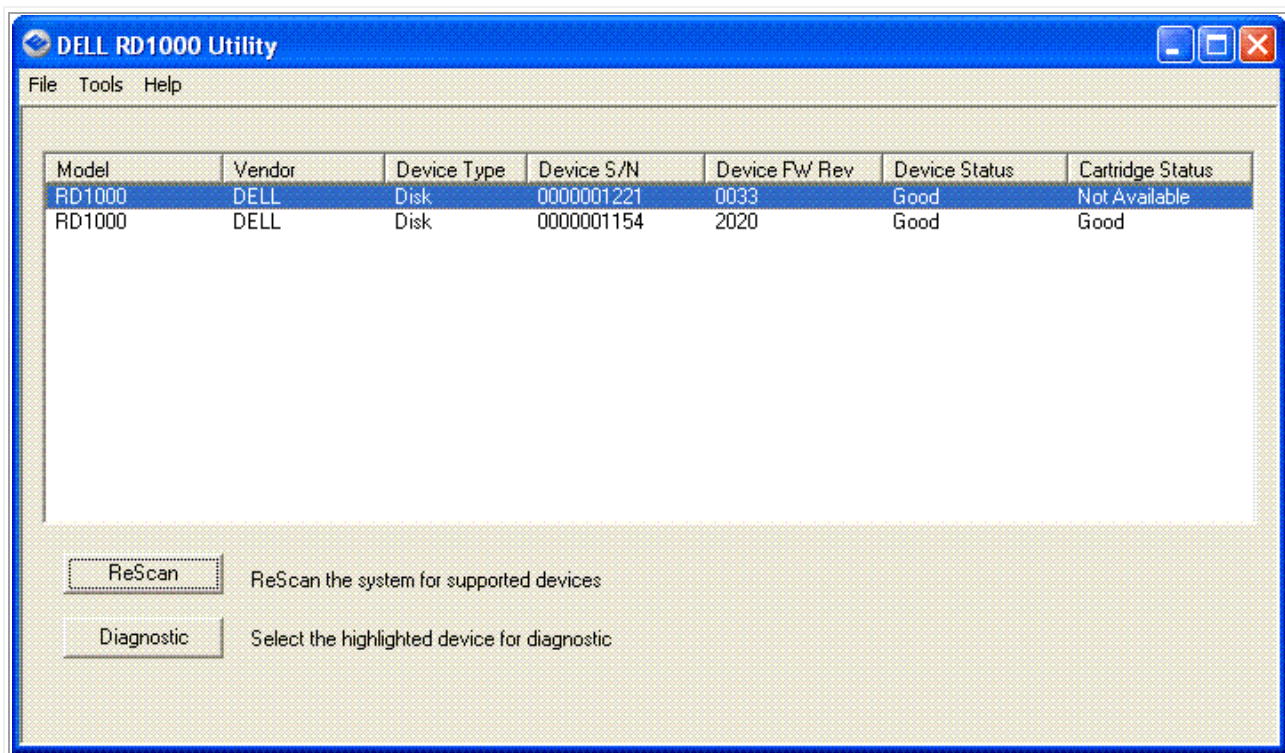 DELL RD1000 Utility
File Tools Help
Model Vendor Device Type Device S/N Device FW Rev Device Status Cartridge Status
RD1000 DELL Disk 0000001221 0033 Good Not Available
RD1000 DELL Disk 0000001154 2020 Good Good
ReScan ReScan the system for supported devices
Diagnostic Select the highlighted device for diagnostic